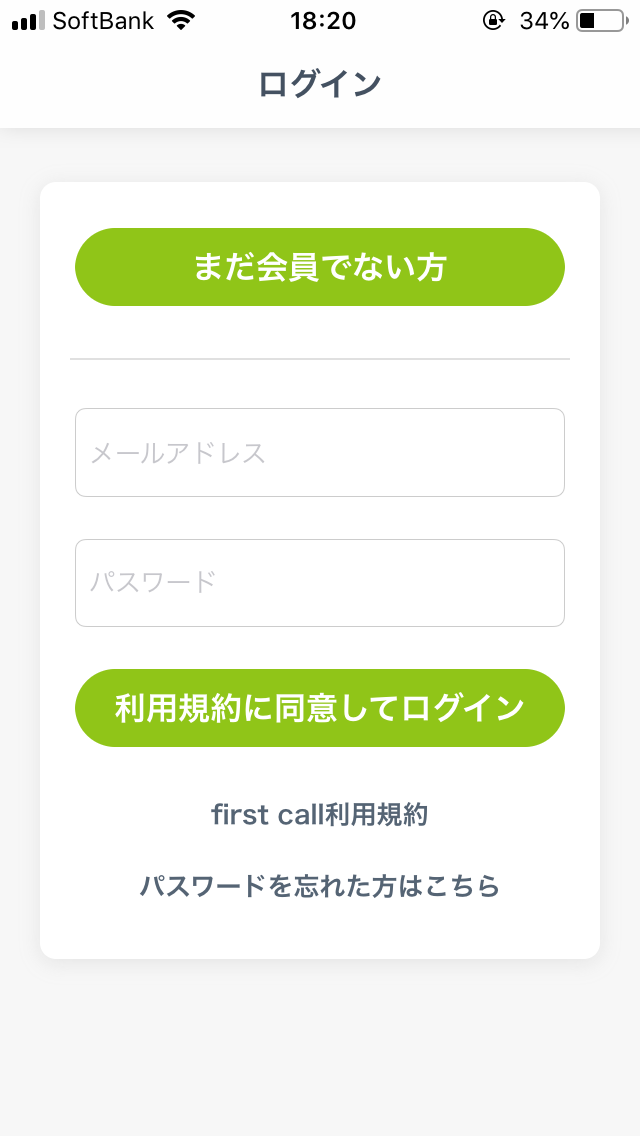 SoftBank 18:20 34%
ログイン
まだ会員でない方
メールアドレス
パスワード
利用規約に同意してログイン
first call利用規約
パスワードを忘れた方はこちら